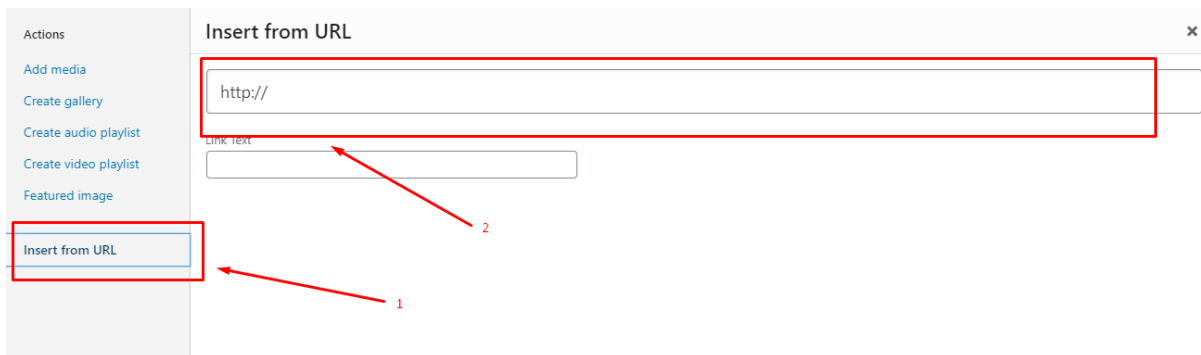 Actions
Add media
Create gallery
Create audio playlist
Create video playlist
Featured image
Insert from URL
Insert from URL
×
http://
Link Text
2
1